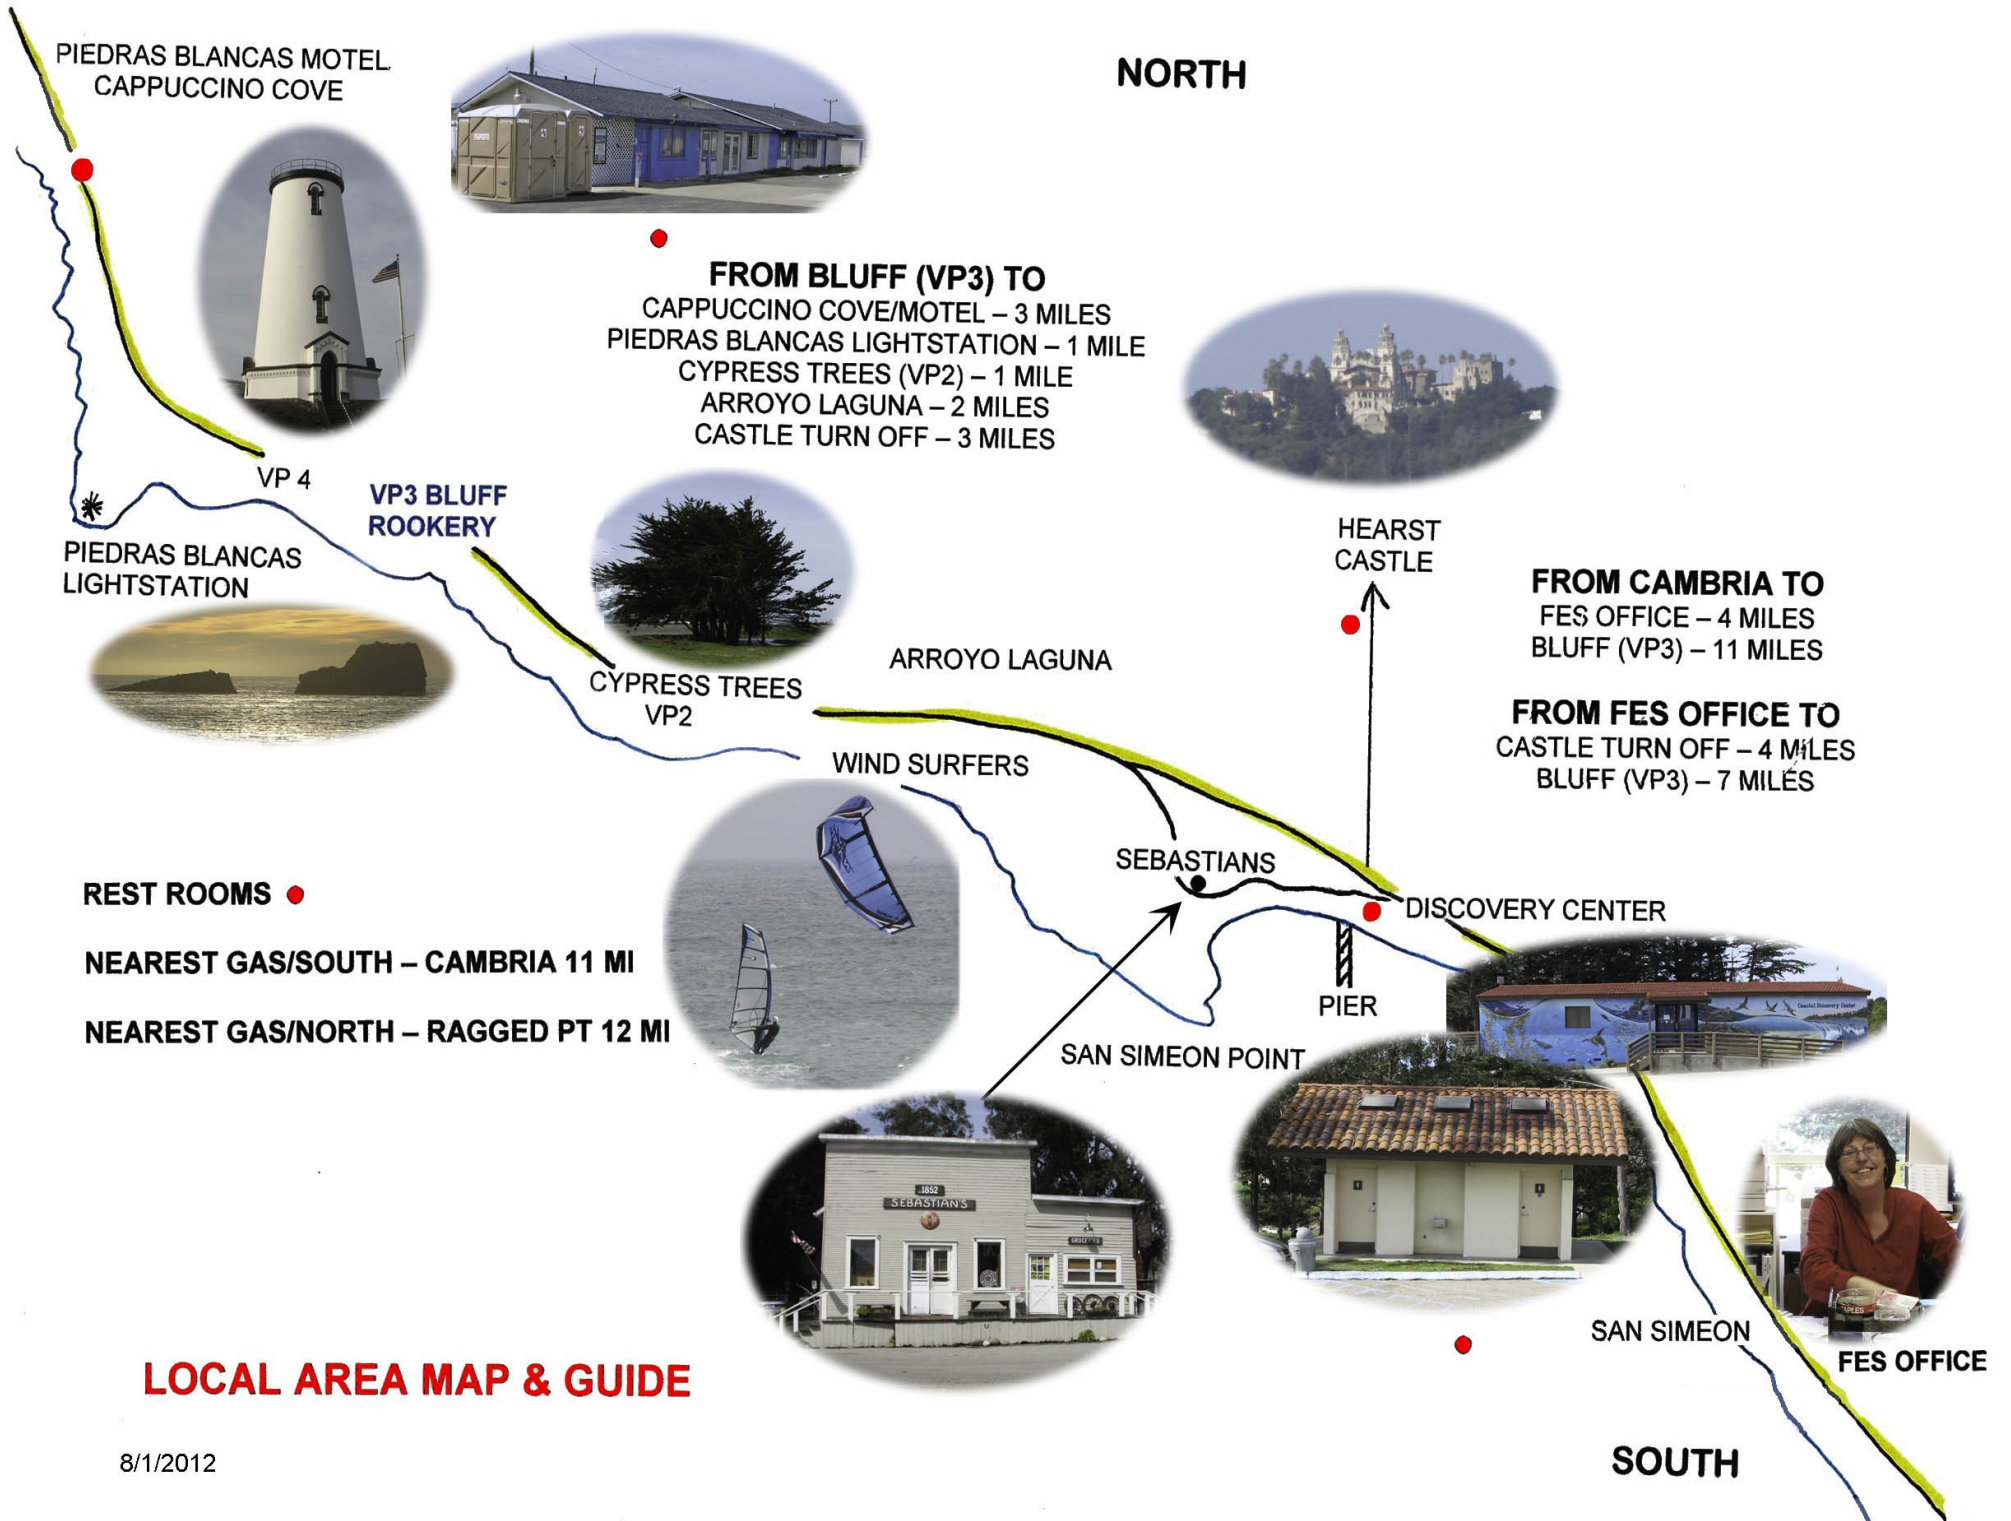 PIEDRAS BLANCAS MOTEL
CAPPUCCINO COVE
NORTH
FROM BLUFF (VP3) TO
CAPPUCCINO COVE/MOTEL – 3 MILES
PIEDRAS BLANCAS LIGHTSTATION – 1 MILE
CYPRESS TREES (VP2) – 1 MILE
ARROYO LAGUNA – 2 MILES
CASTLE TURN OFF – 3 MILES
VP 4
VP3 BLUFF
ROOKERY
PIEDRAS BLANCAS
LIGHTSTATION
HEARST
CASTLE
FROM CAMBRIA TO
FES OFFICE – 4 MILES
BLUFF (VP3) – 11 MILES
FROM FES OFFICE TO
CASTLE TURN OFF – 4 MILES
BLUFF (VP3) – 7 MILES
ARROYO LAGUNA
CYPRESS TREES
VP2
WIND SURFERS
SEBASTIANS
DISCOVERY CENTER
REST ROOMS
NEAREST GAS/SOUTH – CAMBRIA 11 MI
NEAREST GAS/NORTH – RAGGED PT 12 MI
PIER
Coastal Discovery Center
SAN SIMEON POINT
1852
SEBASTIAN'S
GROCERIES
SAN SIMEON
FES OFFICE
LOCAL AREA MAP & GUIDE
8/1/2012
SOUTH